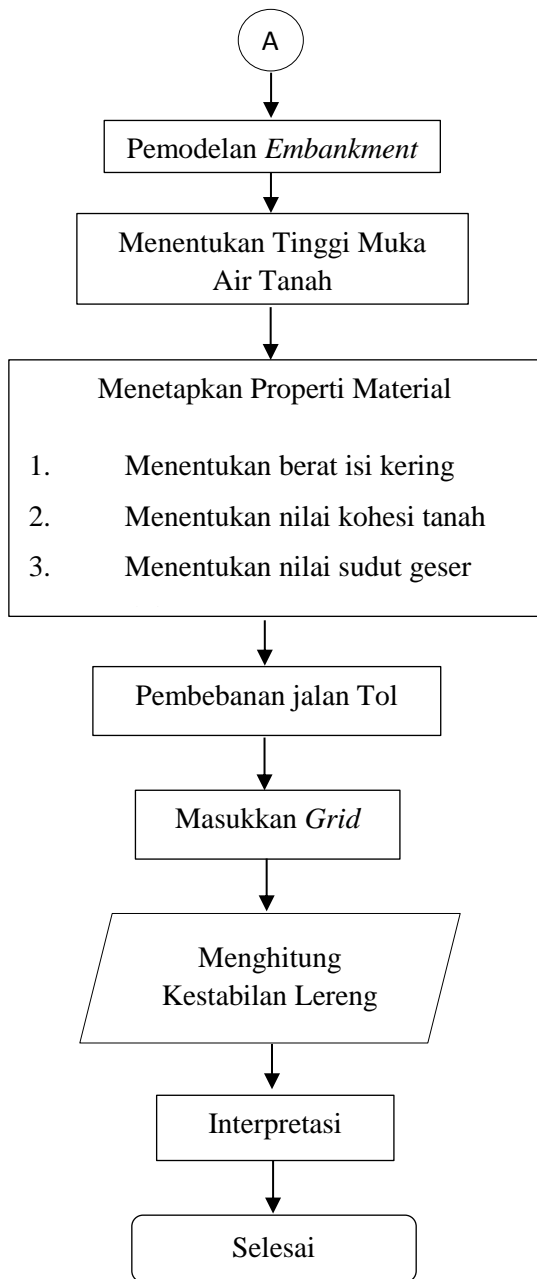 A
Pemodelan Embankment
Menentukan Tinggi Muka
Air Tanah
Menetapkan Properti Material
1. Menentukan berat isi kering
2. Menentukan nilai kohesi tanah
3. Menentukan nilai sudut geser
Pembebanan jalan Tol
Masukkan Grid
Menghitung
Kestabilan Lereng
Interpretasi
Selesai